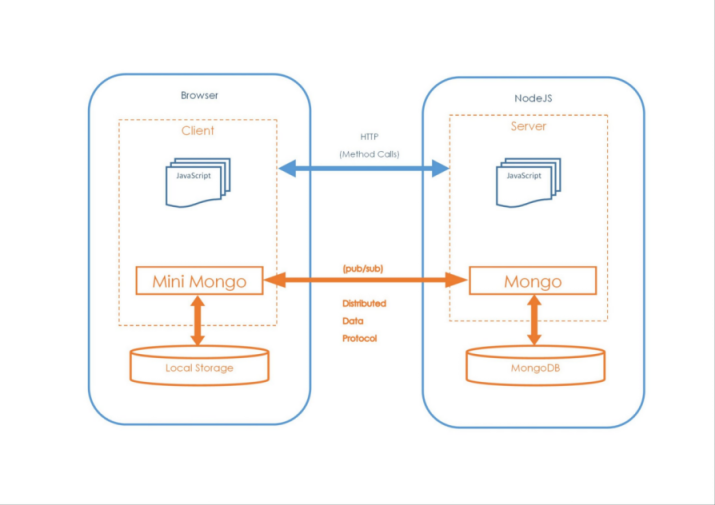 Browser
Client
JavaScript
Mini Mongo
Local Storage
HTTP
(Method Calls)
(pub/sub)
Distributed
Data
Protocol
NodeJS
Server
JavaScript
Mongo
MongoDB